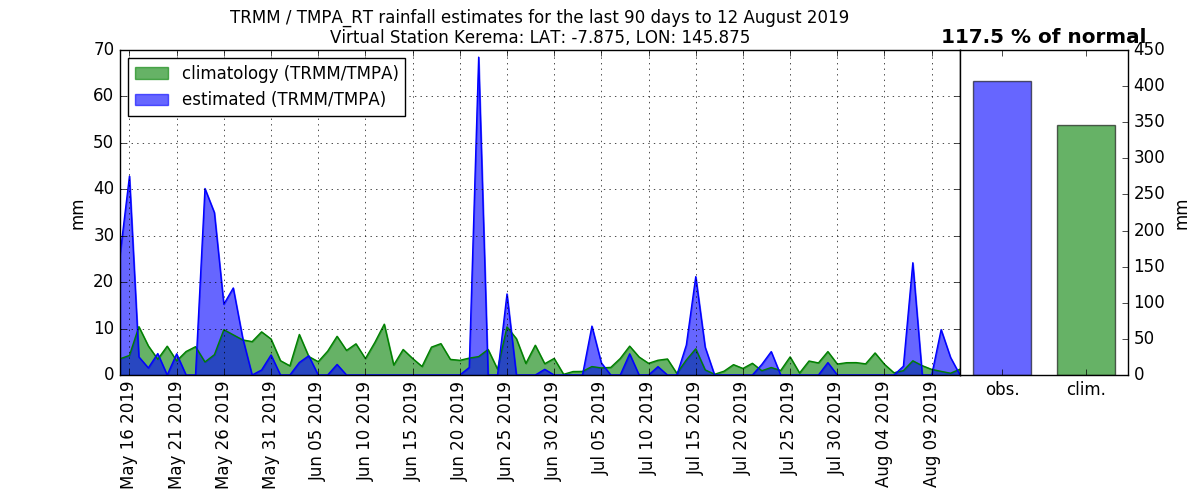 TRMM / TMPA_RT rainfall estimates for the last 90 days to 12 August 2019
Virtual Station Kerema: LAT: -7.875, LON: 145.875
117.5 % of normal
climatology (TRMM/TMPA)
estimated (TRMM/TMPA)
70
60
50
40
30
20
10
0
mm
May 16 2019
May 21 2019
May 26 2019
May 31 2019
Jun 05 2019
Jun 10 2019
Jun 15 2019
Jun 20 2019
Jun 25 2019
Jun 30 2019
Jul 05 2019
Jul 10 2019
Jul 15 2019
Jul 20 2019
Jul 25 2019
Jul 30 2019
Aug 04 2019
Aug 09 2019
450
400
350
300
250
200
150
100
50
0
mm
obs.
clim.